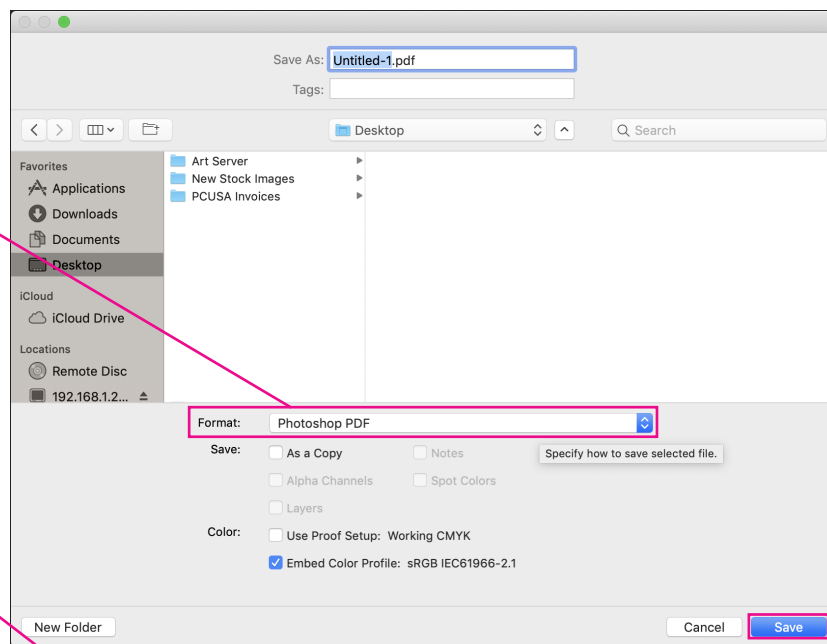 Save As: Untitled-1.pdf
Tags:
Desktop
Search
Favorites
Applications
Downloads
Documents
Desktop
iCloud
iCloud Drive
Locations
Remote Disc
192.168.1.2...
Art Server
New Stock Images
PCUSA Invoices
Format: Photoshop PDF
Save: As a Copy Notes
Specify how to save selected file.
Alpha Channels Spot Colors
Layers
Color: Use Proof Setup: Working CMYK
Embed Color Profile: sRGB IEC61966-2.1
New Folder Cancel Save